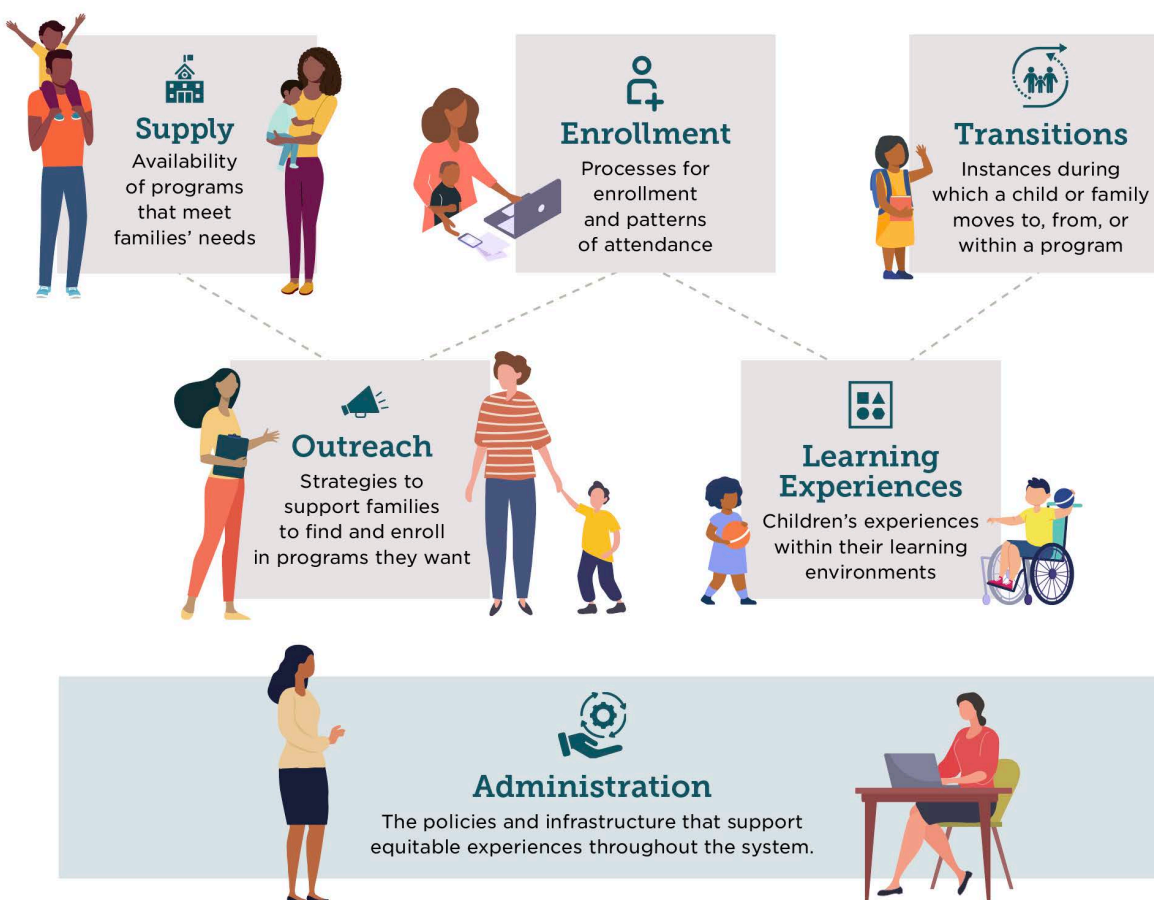 Supply
Availability
of programs
that meet
families’ needs
Enrollment
Processes for
enrollment
and patterns
of attendance
Transitions
Instances during
which a child or family
moves to, from, or
within a program
Outreach
Strategies to
support families
to find and enroll
in programs they want
Learning
Experiences
Children’s experiences
within their learning
environments
Administration
The policies and infrastructure that support
equitable experiences throughout the system.